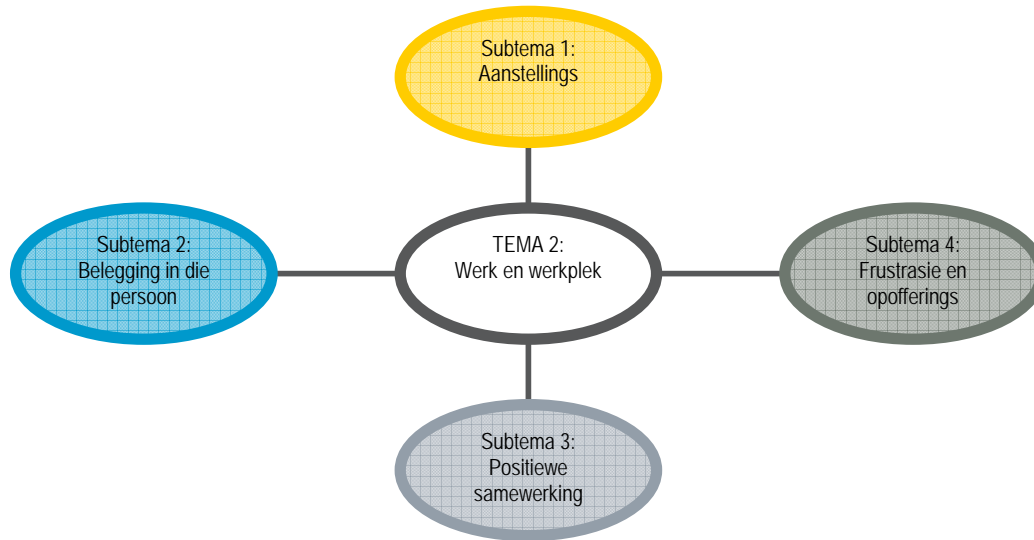 Subtema 1:
Aanstellings
Subtema 2:
Belegging in die
persoon
TEMA 2:
Werk en werkplek
Subtema 4:
Frustrasie en
opofferings
Subtema 3:
Positiewe
samewerking